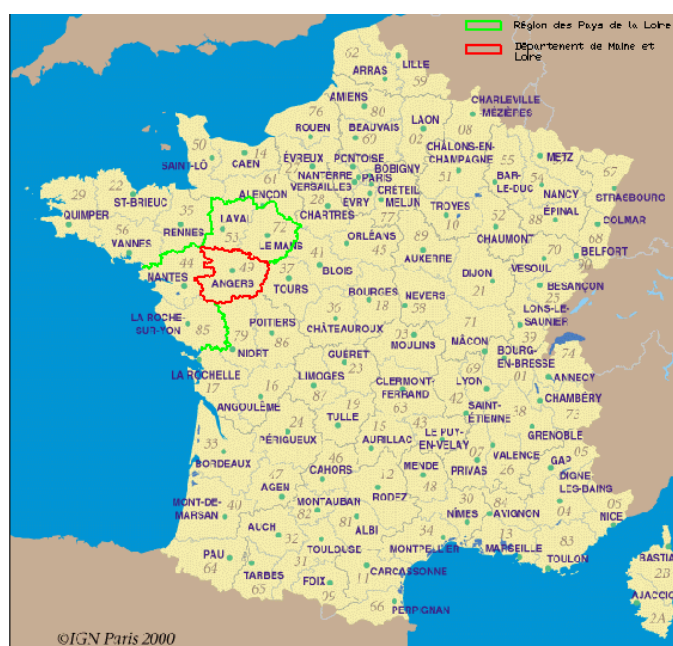 Région des Pays de la Loire
Département de Maine et
Loire
62
LILLE
ARRAS
59
AMIENS
80
CHARLEVILLE
MÉZIÈRES
76
ROUEN
BEAUVAIS
LAON
02
08
60
50
14
SAINT-LÔ
CAEN
ÉVREUX
PONTOISE
CHÂLONS-EN-
CHAMPAGNE
55
METZ
NANTERRE
BOBIGNY
PARIS
VERSAILLES
CRÉTEIL
51
BAR-
LE-DUC
54
67
61
ALENÇON
28
ÉVRY
MELUN
NANCY
STRASBOURG
29
22
ST-BRIEUC
35
LAVAL
CHARTRES
77
TROYES
10
52
88
ÉPINAL
COLMAR
QUIMPER
56
RENNES
53
72
LE MANS
ORLÉANS
45
89
CHAUMONT
68
VANNES
41
BLOIS
AUXERRE
70
BELFORT
44
49
ANGERS
37
TOURS
DIJON
VESOUL
90
NANTES
BOURGES
18
NEVERS
58
21
BESANÇON
25
LA ROCHE-
SUR-YON
85
79
POITIERS
86
36
CHÂTEAUROUX
71
LONS-LE-
SAUNIER
39
NIORT
03
MOULINS
MÂCON
BOURG-
EN-BRESSE
01
74
LA ROCHELLE
17
GUÉRET
23
LIMOGES
87
CLERMONT-
FERRAND
63
69
LYON
ANNECY
CHAMBÉRY
73
16
ANGOULÊME
19
TULLE
42
SAINT-
ÉTIENNE
38
24
PÉRIGUEUX
15
AURILLAC
43
LE PUY-
EN-VELAY
GRENOBLE
33
BORDEAUX
46
CAHORS
MENDE
48
07
PRIVAS
VALENCE
26
GAP
05
47
AGEN
12
RODEZ
DIGNE
LES-BAINS
04
MONT-DE-
MARSAN
40
MONTAUBAN
82
81
ALBI
30
NÎMES
84
AVIGNON
05
NICE
AUCH
32
34
13
83
PAU
64
31
TOULOUSE
MONTPELLIER
MARSEILLE
TOULON
TARBES
65
FOIX
09
11
CARCASSONNE
BASTIA
2B
66
PERPIGNAN
AJACCIO
2A
©IGN Paris 2000